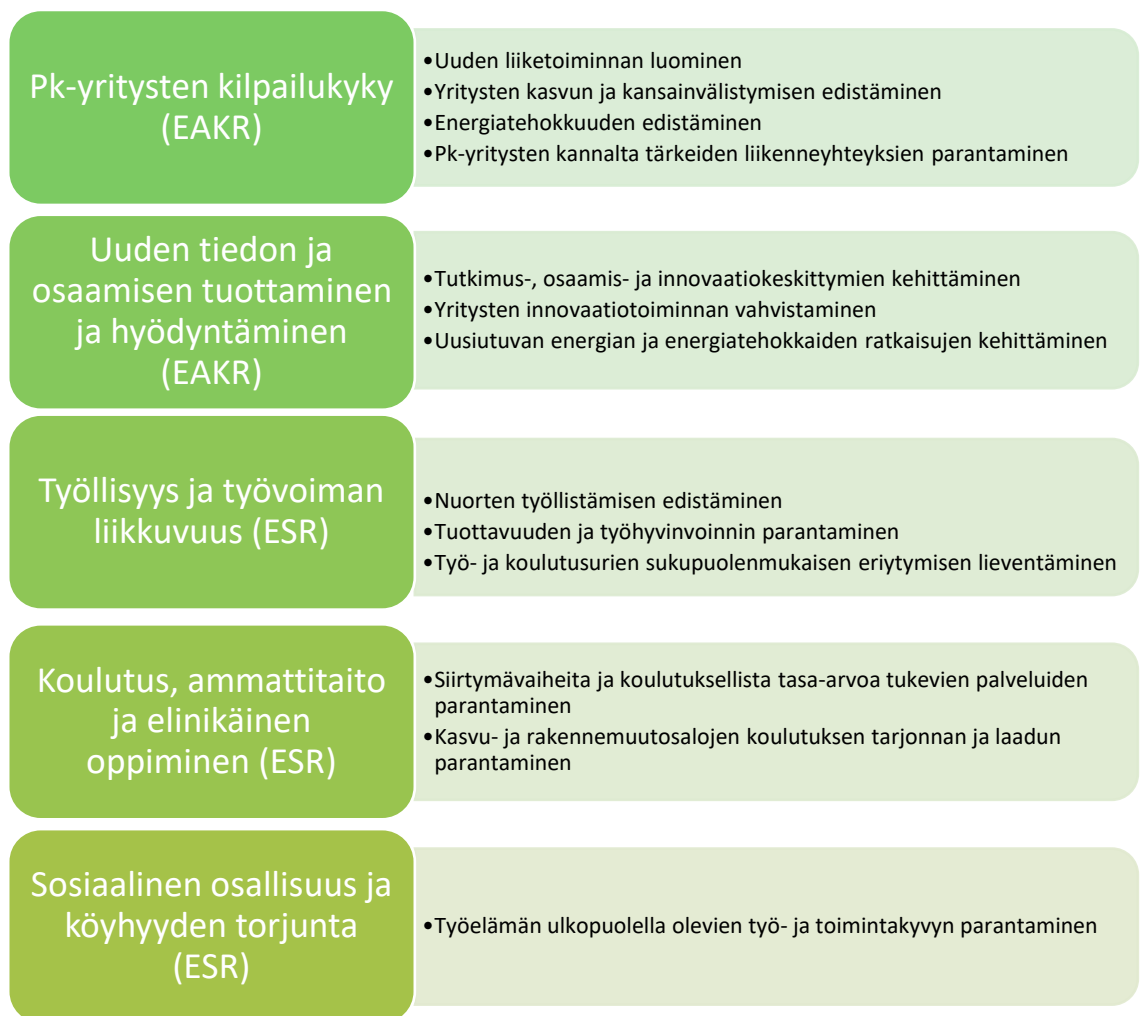 Pk-yritysten kilpailukyky
(EAKR)
•Uuden liiketoiminnan luominen
•Yritysten kasvun ja kansainvälistymisen edistäminen
•Energiatehokkuuden edistäminen
•Pk-yritysten kannalta tärkeiden liikenneyhteyksien parantaminen
Uuden tiedon ja
osaamisen tuottaminen
ja hyödyntäminen
(EAKR)
•Tutkimus-, osaamis- ja innovaatiokeskittymien kehittäminen
•Yritysten innovaatiotoiminnan vahvistaminen
•Uusiutuvan energian ja energiatehokkaiden ratkaisujen kehittäminen
Työllisyys ja työvoiman
liikkuvuus (ESR)
•Nuorten työllistämisen edistäminen
•Tuottavuuden ja työhyvinvoinnin parantaminen
•Työ- ja koulutusurien sukupuolenmukaisen eriytymisen lieventäminen
Koulutus, ammattitaito
ja elinikäinen
oppiminen (ESR)
•Siirtymävaiheita ja koulutuksellista tasa-arvoa tukevien palveluiden
parantaminen
•Kasvu- ja rakennemuutosalojen koulutuksen tarjonnan ja laadun
parantaminen
Sosiaalinen osallisuus ja
köyhyyden torjunta
(ESR)
•Työelämän ulkopuolella olevien työ- ja toimintakyvyn parantaminen